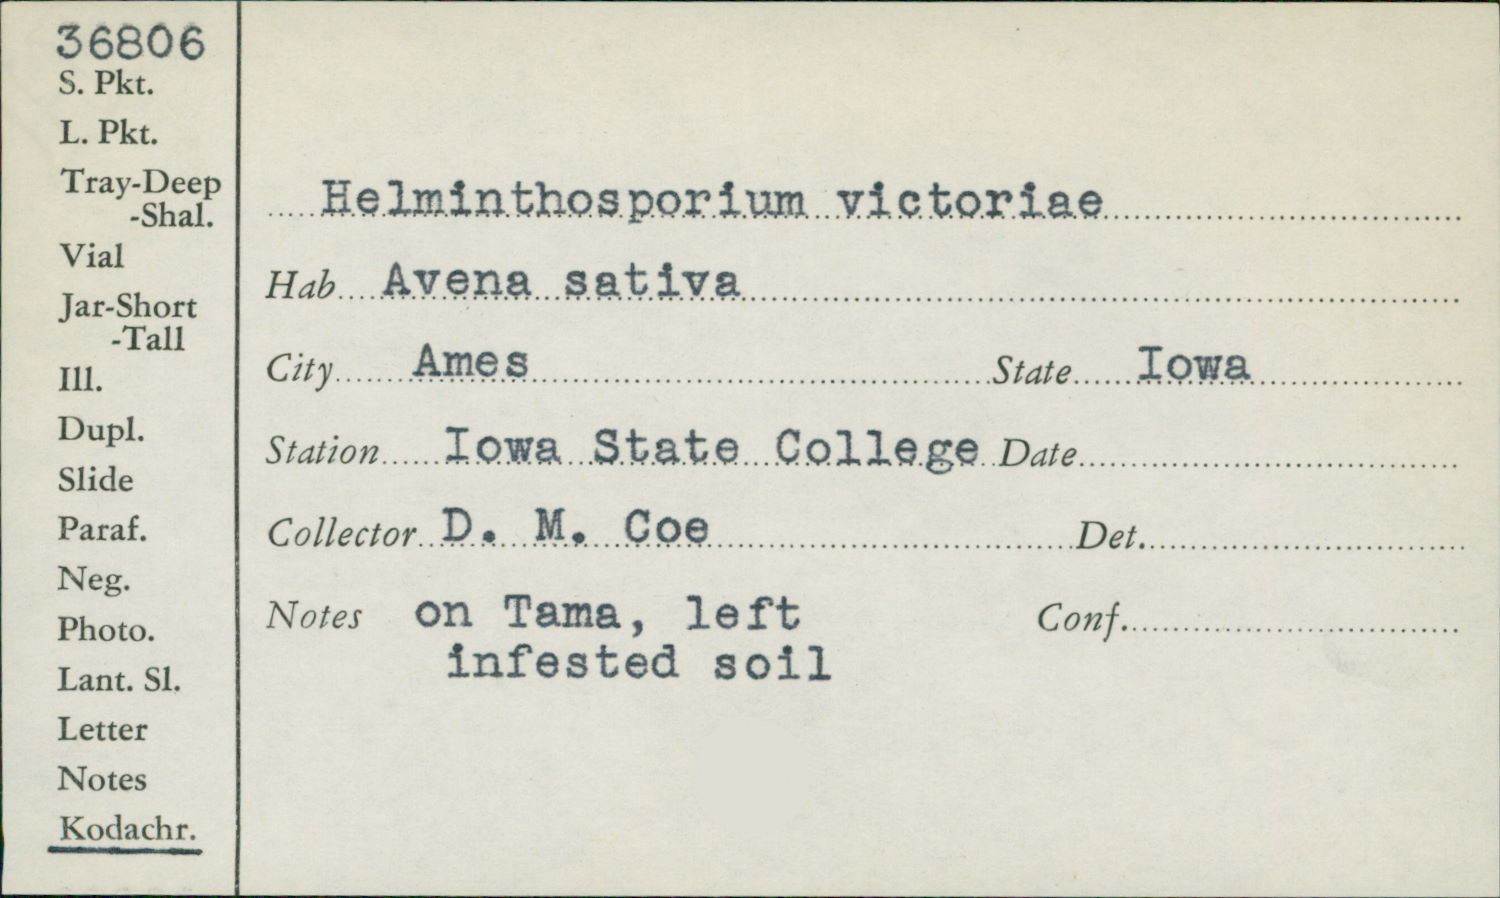 36806
S. Pkt.
L. Pkt.
Tray-Deep
-Shal.
Vial
Jar-Short
-Tall
Ill.
Dupl.
Slide
Paraf.
Neg.
Photo.
Lant. Sl.
Letter
Notes
Kodachr.
Helminthosporium victoriae
Hab Avena sativa
City Ames State Iowa
Station Iowa State College Date
Collector D. M. Coe Det.
Notes on Tama, left Conf.
infested soil